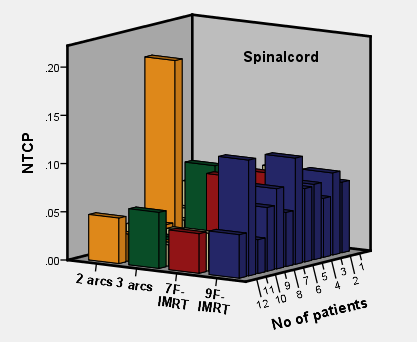 Spinalcord
NTCP
.20
.15
.10
.05
.00
2 arcs 3 arcs 7F-IMRT 9F-IMRT
12 11 10 9 8 7 6 5 4 3 2 1
No of patients